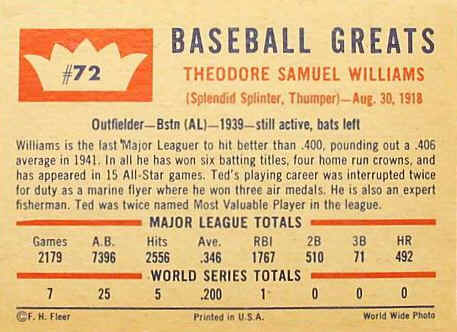 #72
BASEBALL GREATS
THEODORE SAMUEL WILLIAMS
(Splendid Splinter, Thumper)—Aug. 30, 1918
Outfielder—Bstn (AL)—1939—still active, bats left
Williams is the last Major Leaguer to hit better than .400, pounding out a .406
average in 1941. In all he has won six batting titles, four home run crowns, and
has appeared in 15 All-Star games. Ted's playing career was interrupted twice
for duty as a marine flyer where he won three air medals. He is also an expert
fisherman. Ted was twice named Most Valuable Player in the league.
MAJOR LEAGUE TOTALS
Games A.B. Hits Ave. RBI 2B 3B HR
2179 7396 2556 .346 1767 510 71 492
WORLD SERIES TOTALS
7 25 5 .200 1 0 0 0
©F. H. Fleer Printed in U.S.A. World Wide Photo